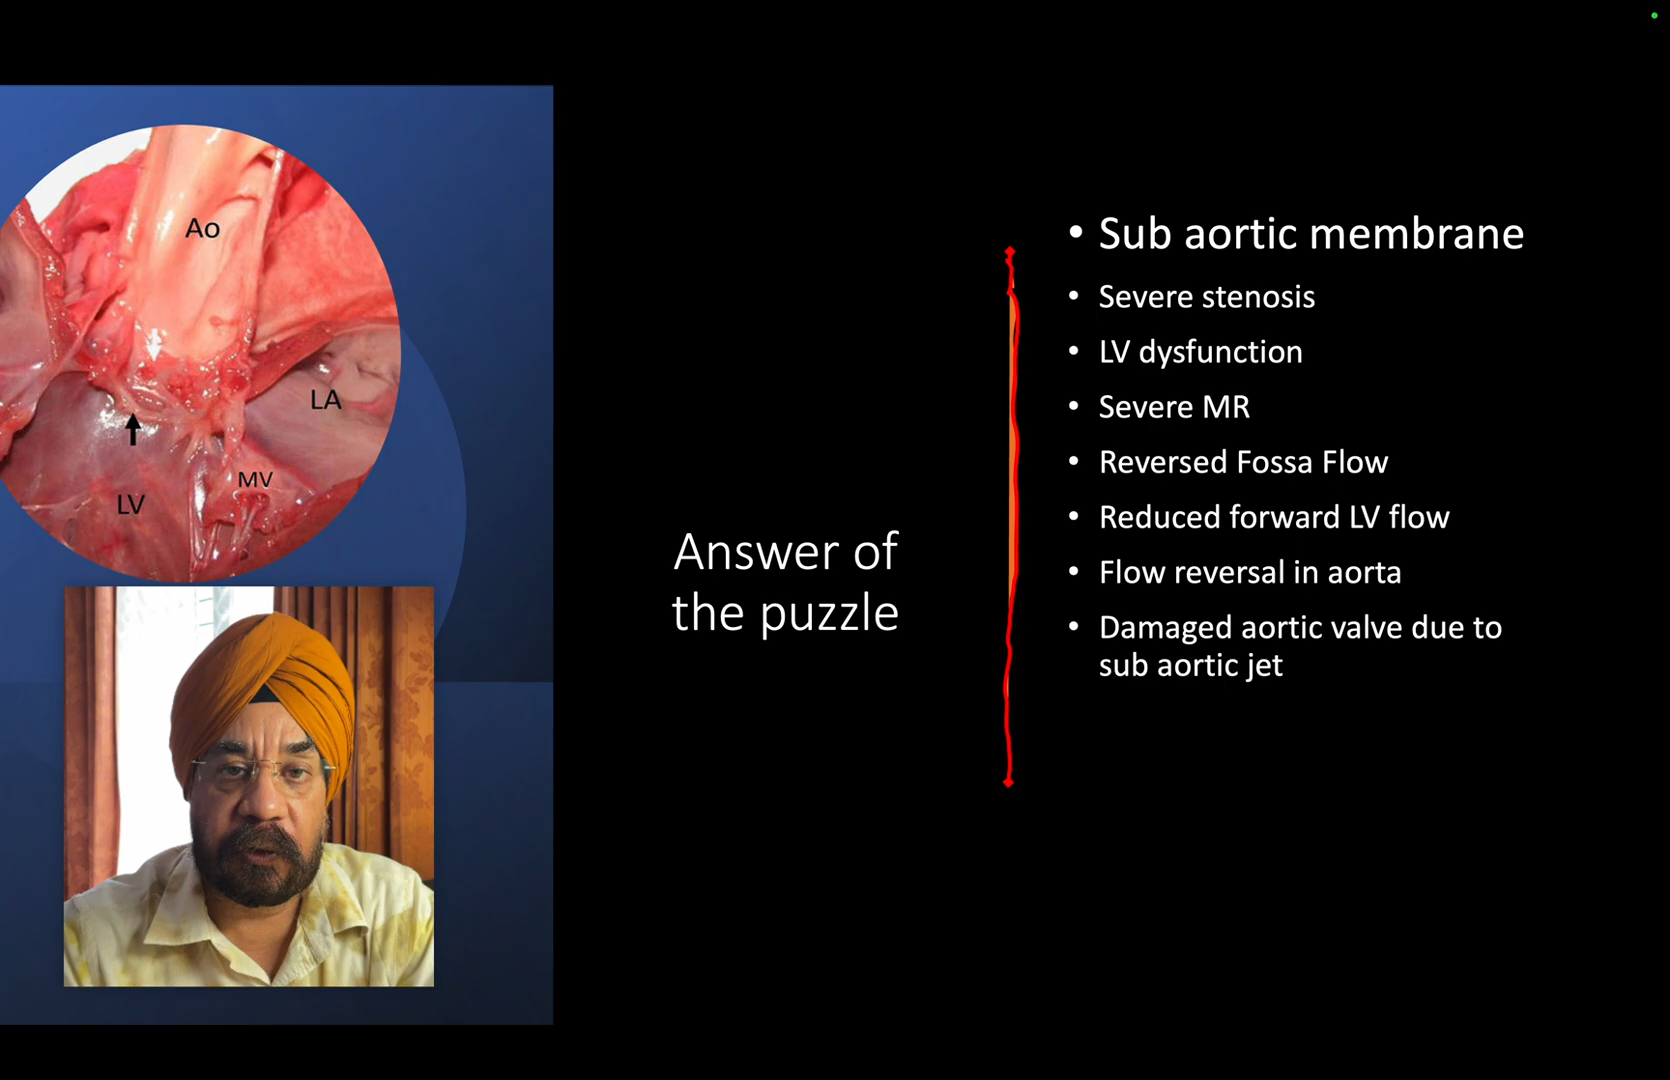 Ao
LA
MV
LV
Answer of
the puzzle
• Sub aortic membrane
• Severe stenosis
• LV dysfunction
• Severe MR
• Reversed Fossa Flow
• Reduced forward LV flow
• Flow reversal in aorta
• Damaged aortic valve due to
sub aortic jet